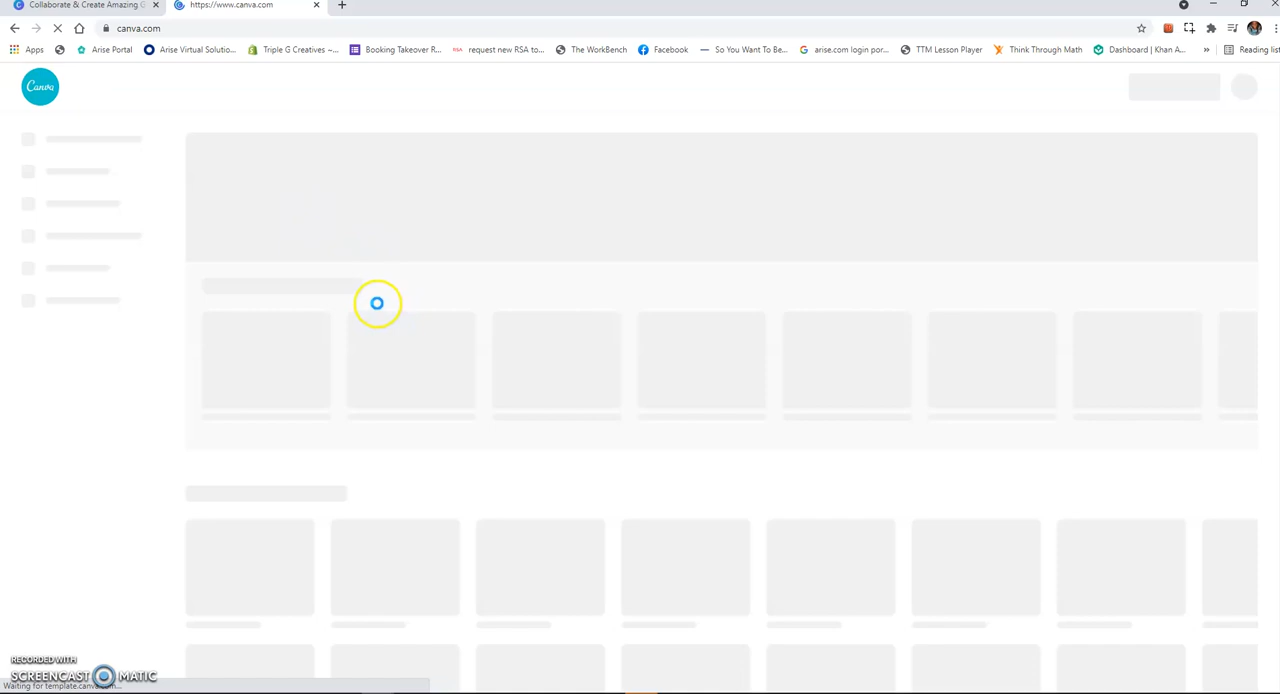 Collaborate & Create Amazing G
https://www.canva.com
canva.com
Apps
Arise Portal
Arise Virtual Solutio...
Triple G Creatives –...
Booking Takeover R...
RSA request new RSA to...
The WorkBench
Facebook
So You Want To Be...
arise.com login por...
TTM Lesson Player
Think Through Math
Dashboard | Khan A...
Reading list
Canva
RECORDED WITH
SCREENCAST MATIC
Waiting for template.canva.com...